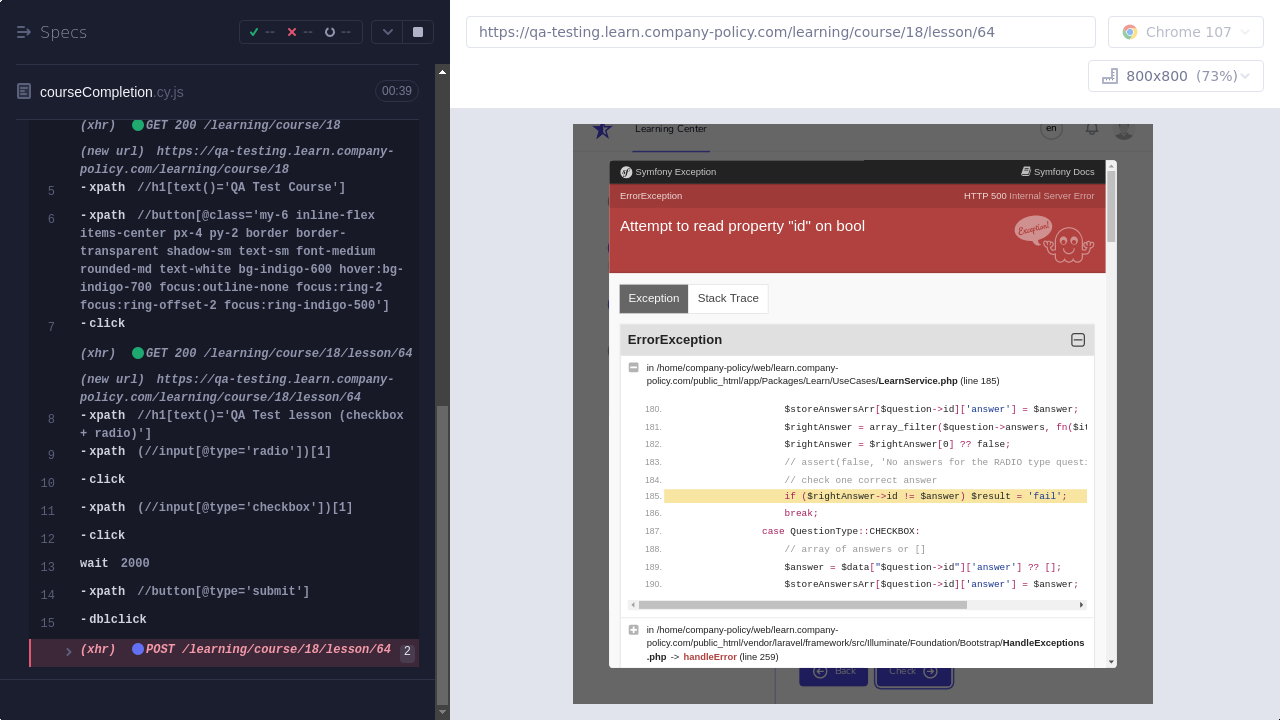 Specs
-- -- --
courseCompletion.cy.js
00:39
(xhr) GET 200 /learning/course/18
(new url) https://qa-testing.learn.company-
policy.com/learning/course/18
5 -xpath //h1[text()='QA Test Course']
6 -xpath //button[@class='my-6 inline-flex
items-center px-4 py-2 border border-
transparent shadow-sm text-sm font-medium
rounded-md text-white bg-indigo-600 hover:bg-
indigo-700 focus:outline-none focus:ring-2
focus:ring-offset-2 focus:ring-indigo-500']
7 -click
(xhr) GET 200 /learning/course/18/lesson/64
(new url) https://qa-testing.learn.company-
policy.com/learning/course/18/lesson/64
8 -xpath //h1[text()='QA Test lesson (checkbox
+ radio)']
9 -xpath (//input[@type='radio'])[1]
10 -click
11 -xpath (//input[@type='checkbox'])[1]
12 -click
13 wait 2000
14 -xpath //button[@type='submit']
15 -dblclick
(xhr) POST /learning/course/18/lesson/64 2
https://qa-testing.learn.company-policy.com/learning/course/18/lesson/64
Chrome 107
800x800 (73%)
Learning Center
en
sf Symfony Exception
Symfony Docs
ErrorException
HTTP 500 Internal Server Error
Attempt to read property "id" on bool
Exception!
Exception
Stack Trace
ErrorException
in /home/company-policy/web/learn.company-
policy.com/public_html/app/Packages/Learn/UseCases/LearnService.php (line 185)
180. $storeAnswersArr[$question->id]['answer'] = $answer;
181. $rightAnswer = array_filter($question->answers, fn($it
182. $rightAnswer = $rightAnswer[0] ?? false;
183. // assert(false, 'No answers for the RADIO type questi
184. // check one correct answer
185. if ($rightAnswer->id != $answer) $result = 'fail';
186. break;
187. case QuestionType::CHECKBOX:
188. // array of answers or []
189. $answer = $data["$question->id"]['answer'] ?? [];
190. $storeAnswersArr[$question->id]['answer'] = $answer;
in /home/company-policy/web/learn.company-
policy.com/public_html/vendor/laravel/framework/src/Illuminate/Foundation/Bootstrap/HandleExceptions
.php -> handleError (line 259)
Back
Check